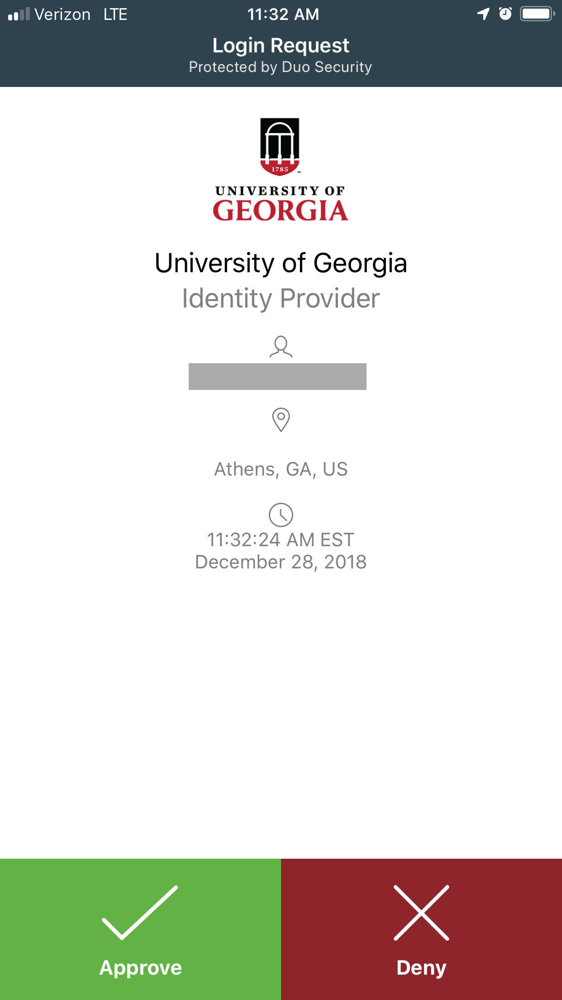 Verizon LTE 11:32 AM
Login Request
Protected by Duo Security
1785 ™
UNIVERSITY OF
GEORGIA
University of Georgia
Identity Provider
Athens, GA, US
11:32:24 AM EST
December 28, 2018
Approve Deny